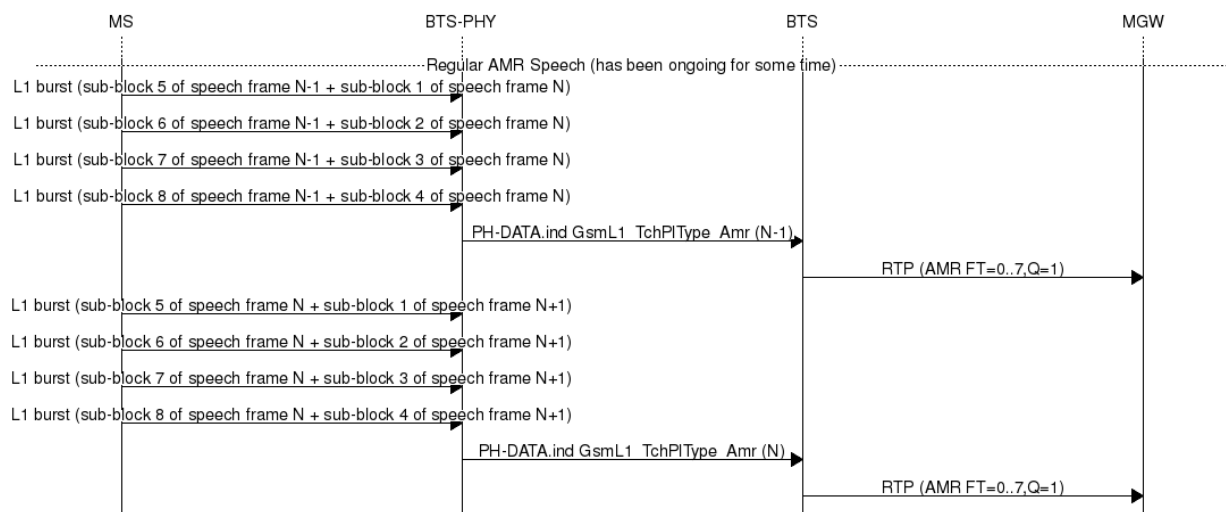 MS BTS-PHY BTS MGW
Regular AMR Speech (has been ongoing for some time)
L1 burst (sub-block 5 of speech frame N-1 + sub-block 1 of speech frame N)
L1 burst (sub-block 6 of speech frame N-1 + sub-block 2 of speech frame N)
L1 burst (sub-block 7 of speech frame N-1 + sub-block 3 of speech frame N)
L1 burst (sub-block 8 of speech frame N-1 + sub-block 4 of speech frame N)
PH-DATA.ind GsmL1_TchPlType_Amr (N-1)
RTP (AMR FT=0..7,Q=1)
L1 burst (sub-block 5 of speech frame N + sub-block 1 of speech frame N+1)
L1 burst (sub-block 6 of speech frame N + sub-block 2 of speech frame N+1)
L1 burst (sub-block 7 of speech frame N + sub-block 3 of speech frame N+1)
L1 burst (sub-block 8 of speech frame N + sub-block 4 of speech frame N+1)
PH-DATA.ind GsmL1_TchPlType_Amr (N)
RTP (AMR FT=0..7,Q=1)